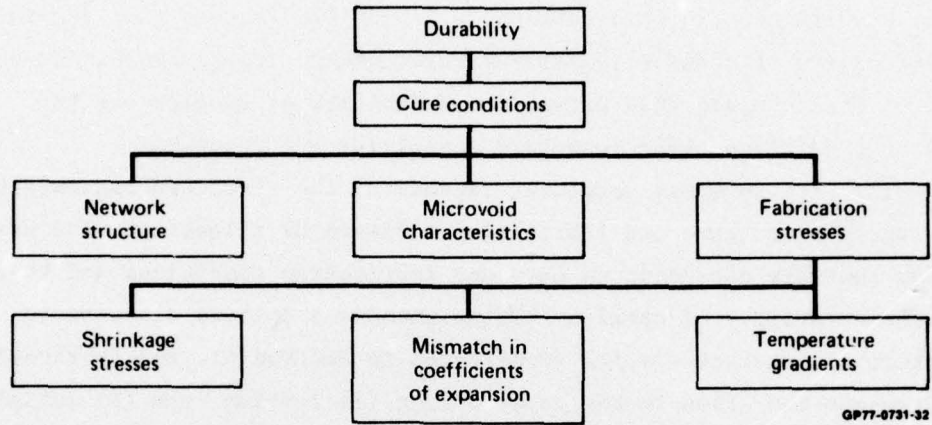 Durability
Cure conditions
Network
structure
Microvoid
characteristics
Fabrication
stresses
Shrinkage
stresses
Mismatch in
coefficients
of expansion
Temperature
gradients
GP77-0731-32